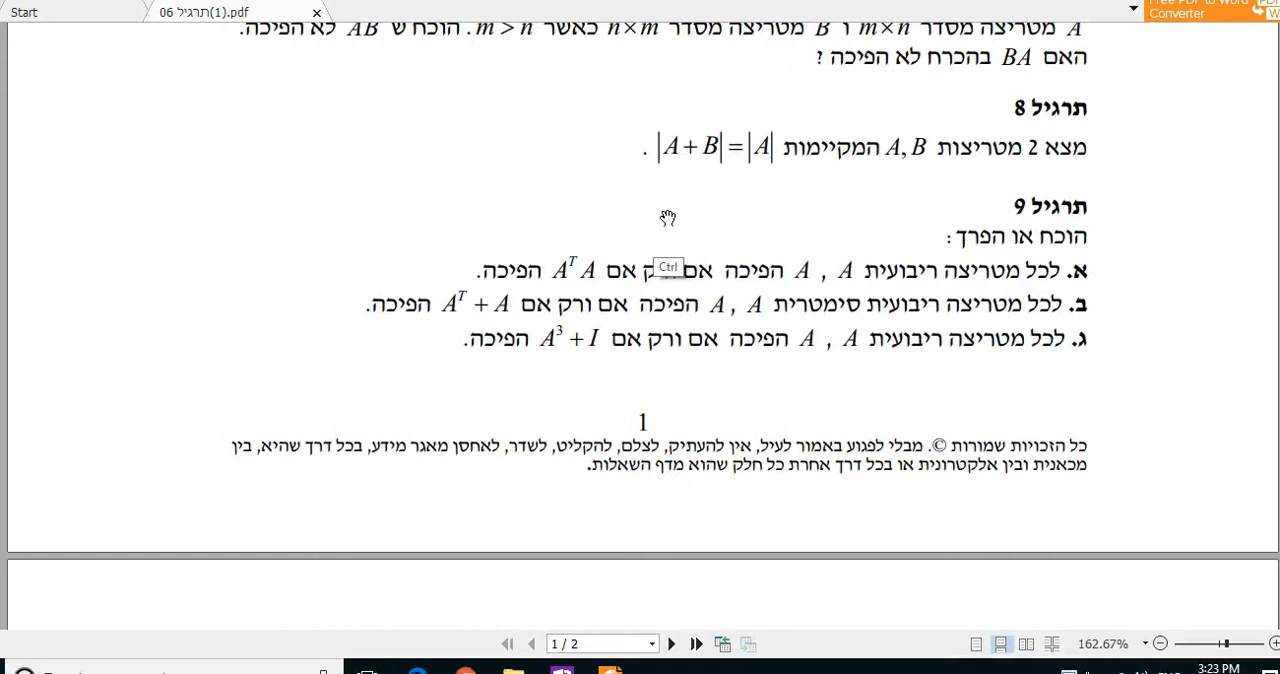 Start
תרגיל 06(1).pdf
Free PDF to Word
Converter
A מטריצה מסדר m×n ו B מטריצה מסדר n×m כאשר m > n. הוכח ש AB לא הפיכה.
האם BA בהכרח לא הפיכה ?
תרגיל 8
מצא 2 מטריצות A, B המקיימות |A + B| = |A| .
תרגיל 9
הוכח או הפרך:
א. לכל מטריצה ריבועית A , A הפיכה אם אם AᵀA הפיכה.
Ctrl
ב. לכל מטריצה ריבועית סימטרית A , A הפיכה אם ורק אם Aᵀ + A הפיכה.
ג. לכל מטריצה ריבועית A , A הפיכה אם ורק אם A³ + I הפיכה.
1
כל הזכויות שמורות ©. מבלי לפגוע באמור לעיל, אין להעתיק, לצלם, להקליט, לשדר, לאחסן מאגר מידע, בכל דרך שהיא, בין
מכאנית ובין אלקטרונית או בכל דרך אחרת כל חלק שהוא מדף השאלות.
1 / 2
162.67%
3:23 PM